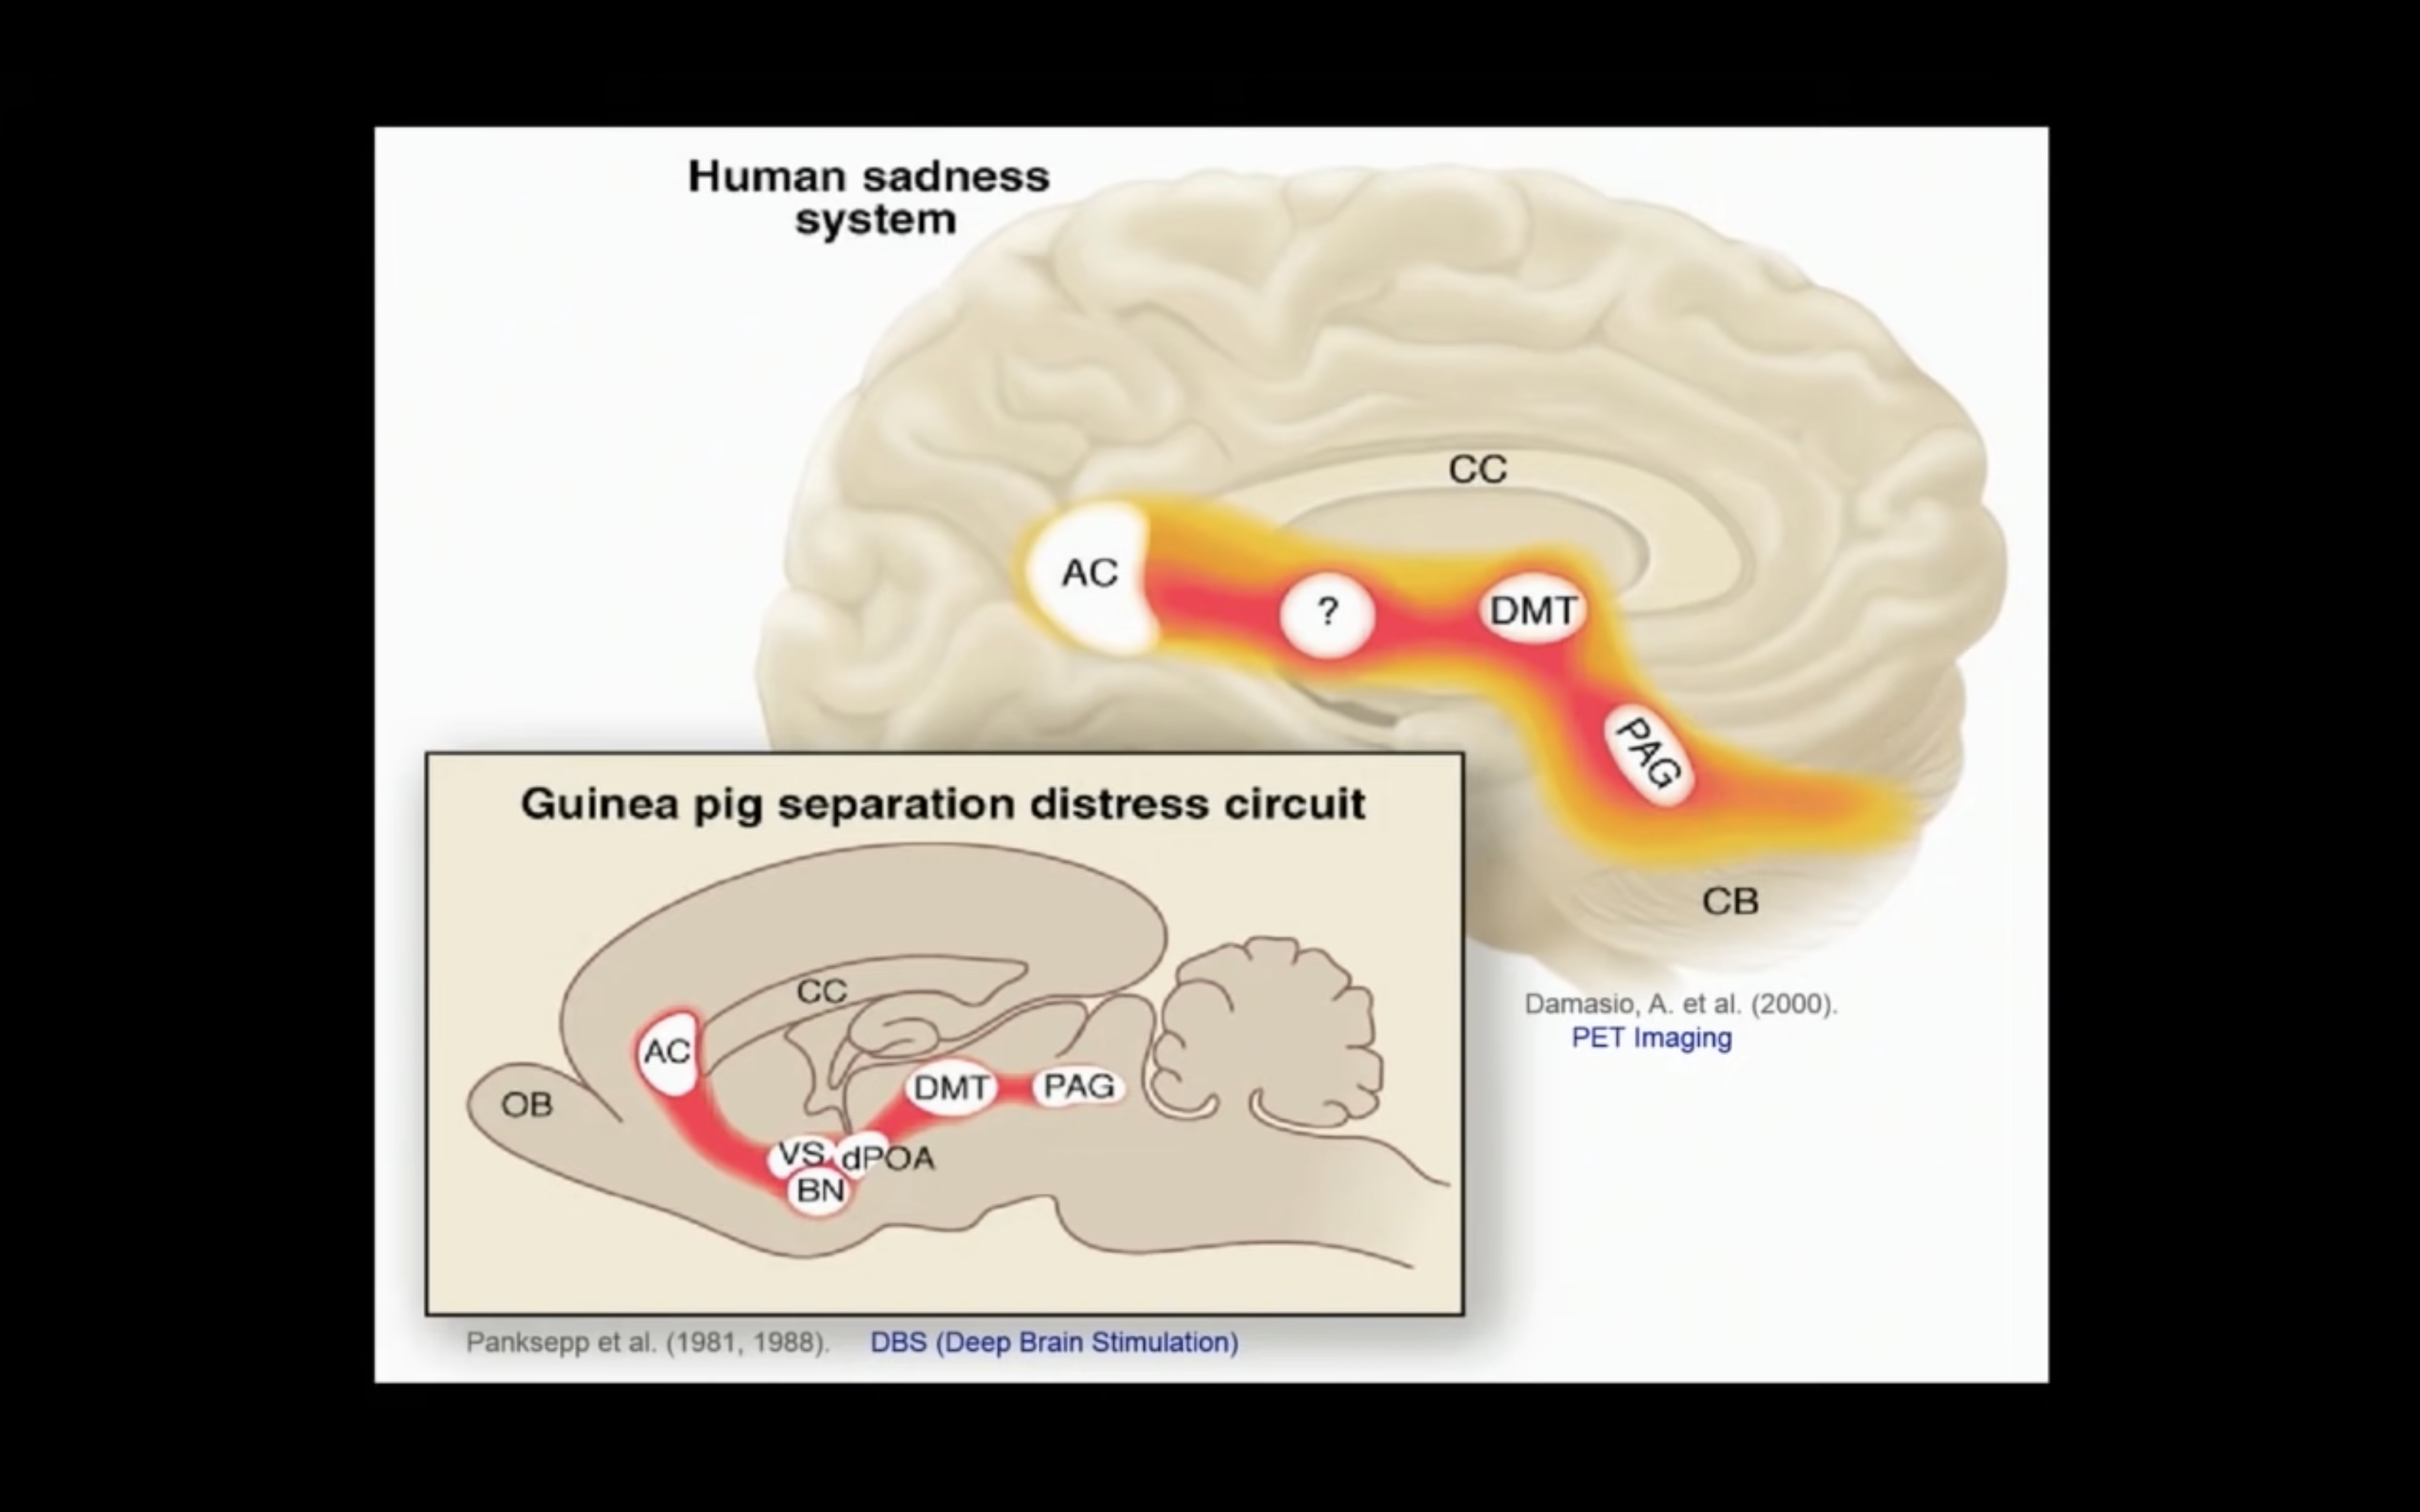 Human sadness
system
CC
AC
?
DMT
PAG
CB
Damasio, A. et al. (2000).
PET Imaging
Guinea pig separation distress circuit
CC
AC
OB
DMT
PAG
VS
dPOA
BN
Panksepp et al. (1981, 1988). DBS (Deep Brain Stimulation)